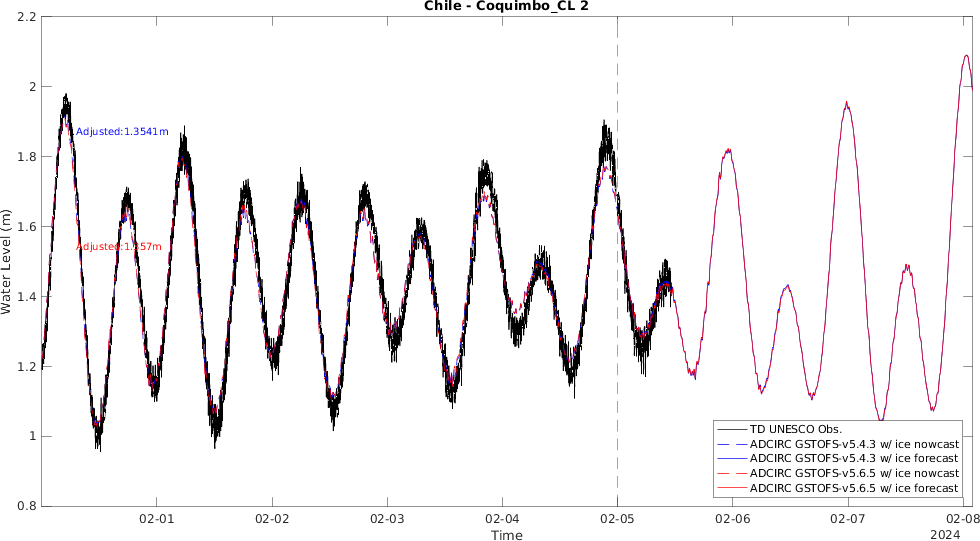 Chile - Coquimbo_CL 2
Water Level (m)
2.2
2
1.8
1.6
1.4
1.2
1
0.8
Adjusted:1.3541m
Adjusted:1.357m
TD UNESCO Obs.
ADCIRC GSTOFS-v5.4.3 w/ ice nowcast
ADCIRC GSTOFS-v5.4.3 w/ ice forecast
ADCIRC GSTOFS-v5.6.5 w/ ice nowcast
ADCIRC GSTOFS-v5.6.5 w/ ice forecast
02-01 02-02 02-03 02-04 02-05 02-06 02-07 02-08
2024
Time